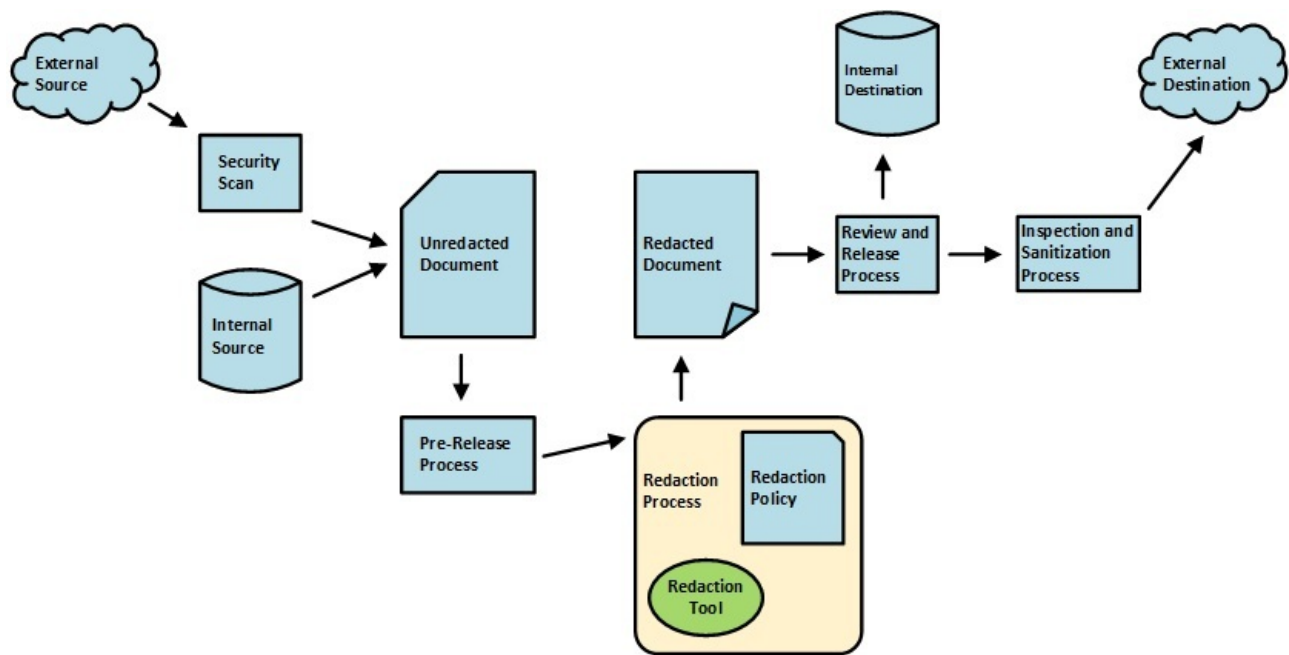 External
Source
Security
Scan
Internal
Source
Unredacted
Document
Pre-Release
Process
Redaction
Process
Redaction
Policy
Redaction
Tool
Redacted
Document
Review and
Release
Process
Internal
Destination
Inspection and
Sanitization
Process
External
Destination